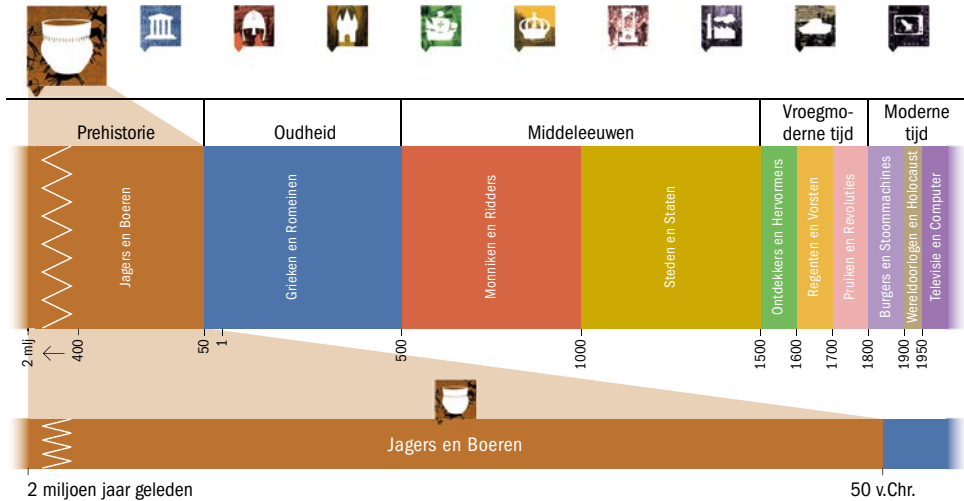 Prehistorie
Oudheid
Middeleeuwen
Vroegmo-
derne tijd
Moderne
tijd
Jagers en Boeren
Grieken en Romeinen
Monniken en Ridders
Steden en Staten
Ontdekkers en Hervormers
Regenten en Vorsten
Pruiken en Revoluties
Burgers en Stoommachines
Wereldoorlogen en Holocaust
Televisie en Computer
2 mlj
400
50
1
500
1000
1500
1600
1700
1800
1900
1950
Jagers en Boeren
2 miljoen jaar geleden
50 v.Chr.